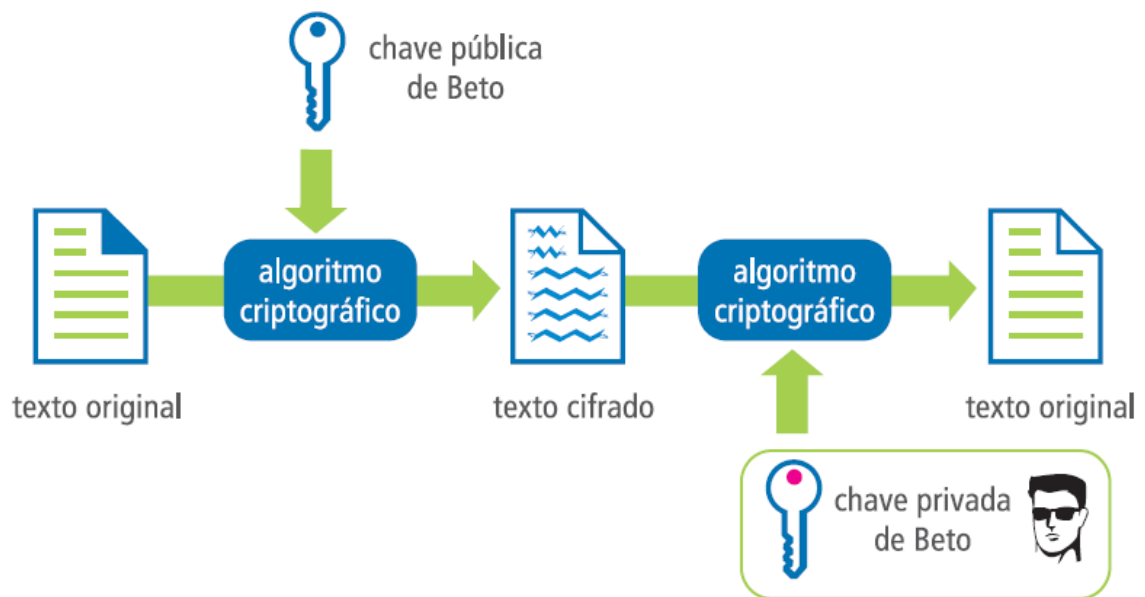 chave pública
de Beto
algoritmo
criptográfico
algoritmo
criptográfico
texto original
texto cifrado
texto original
chave privada
de Beto